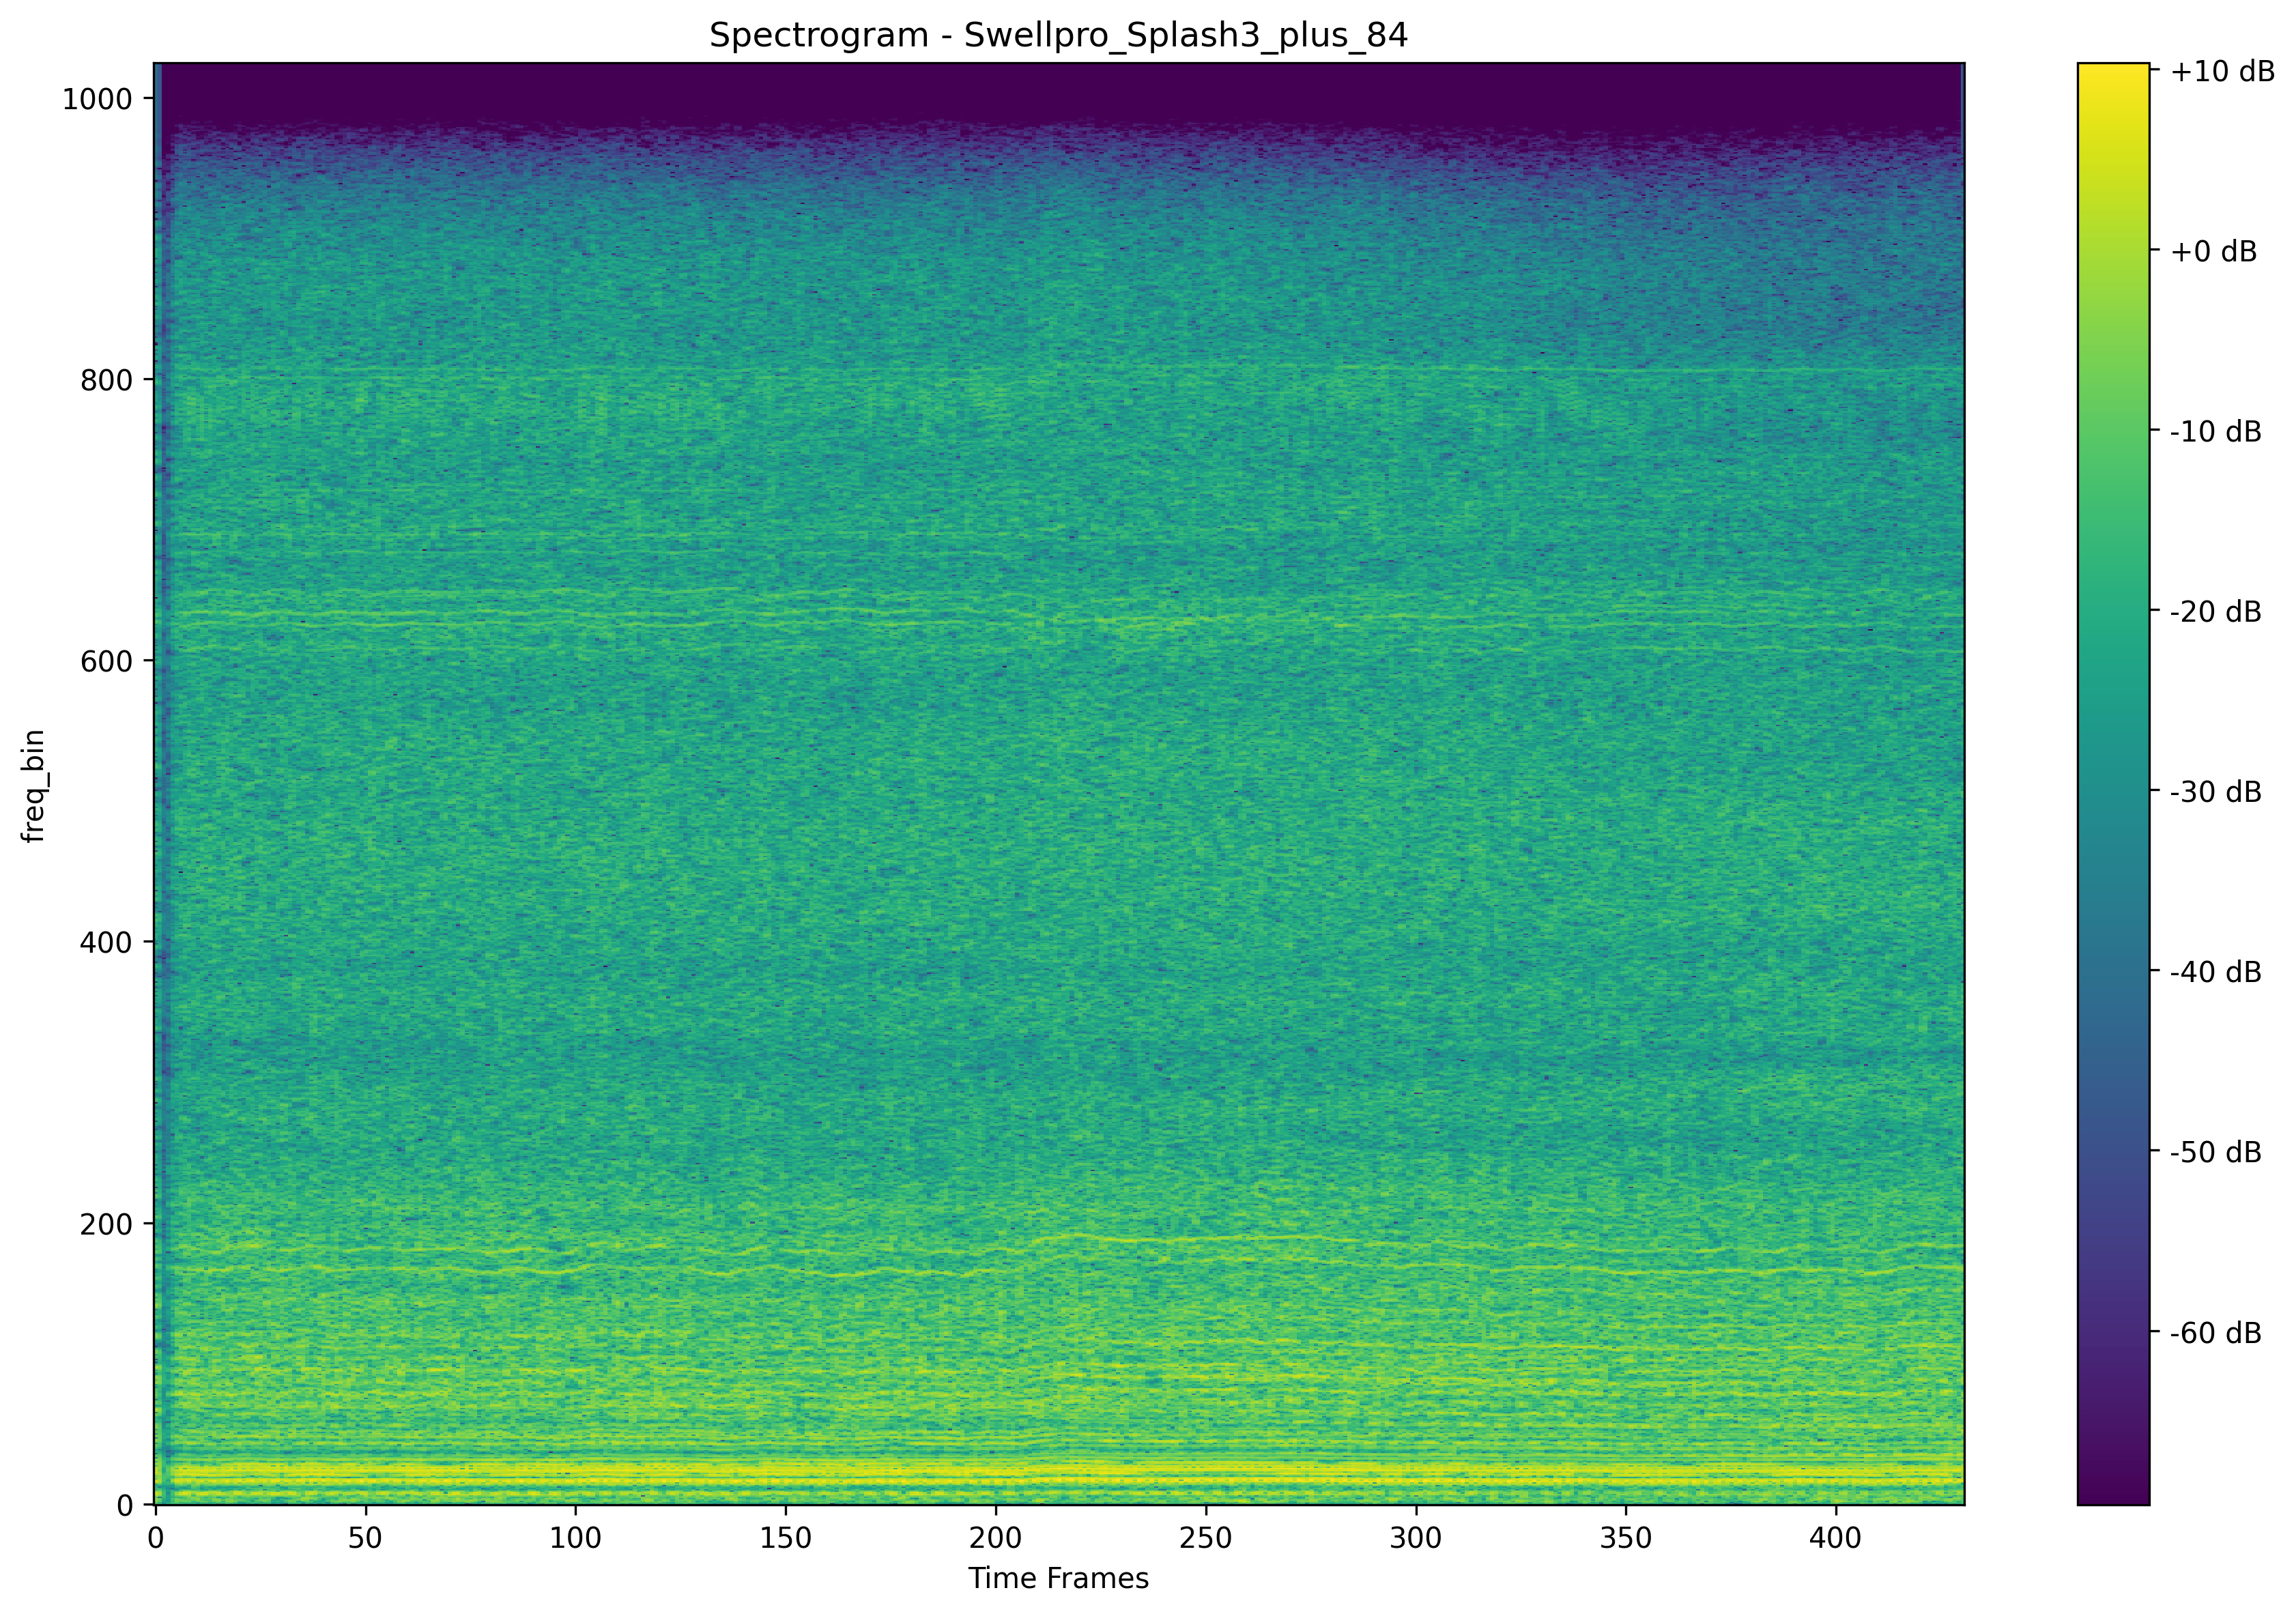 Spectrogram - Swellpro_Splash3_plus_84
1000
800
600
400
200
0
freq_bin
0 50 100 150 200 250 300 350 400
Time Frames
+10 dB
+0 dB
-10 dB
-20 dB
-30 dB
-40 dB
-50 dB
-60 dB